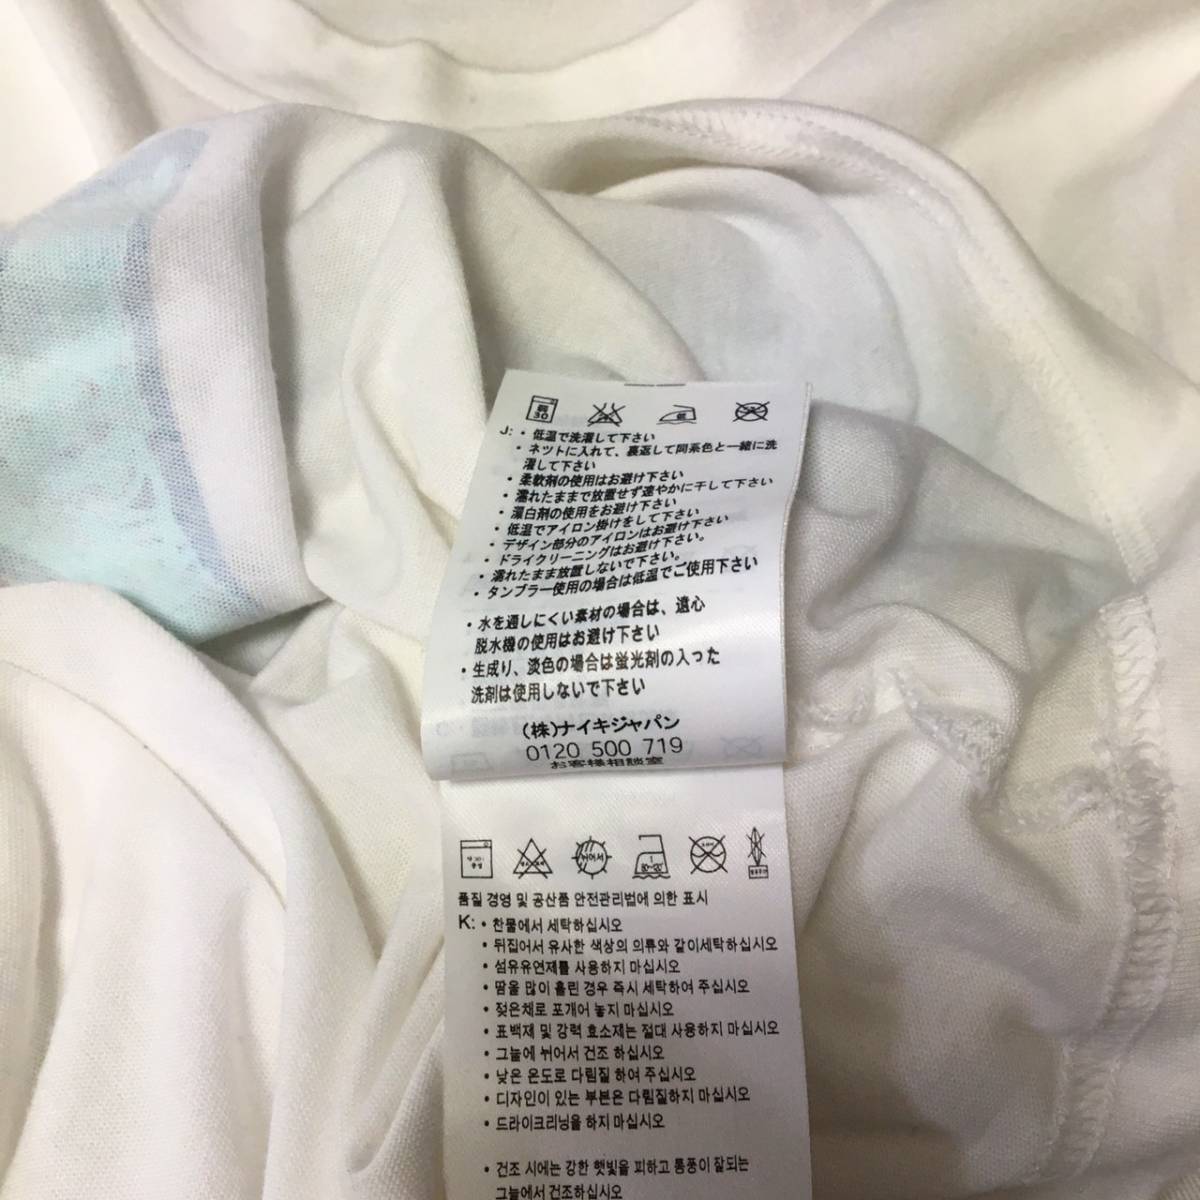 弱
30
低
J: ・低温で洗濯して下さい
・ネットに入れて、裏返して同系色と一緒に洗
濯して下さい
・柔軟剤の使用はお避け下さい
・濡れたままで放置せず速やかに干して下さい
・漂白剤の使用をお避け下さい
・低温でアイロン掛けをして下さい
・デザイン部分のアイロンはお避け下さい
・ドライクリーニングはお避け下さい。
・濡れたまま放置しないで下さい。
・タンブラー使用の場合は低温でご使用下さい
・水を通しにくい素材の場合は、遠心
脱水機の使用はお避け下さい
・生成り、淡色の場合は蛍光剤の入った
洗剤は使用しないで下さい
(株)ナイキジャパン
0120 500 719
お客様相談室
품질 경영 및 공산품 안전관리법에 의한 표시
K: • 찬물에서 세탁하십시오
• 뒤집어서 유사한 색상의 의류와 같이세탁하십시오
• 섬유유연제를 사용하지 마십시오
• 땀을 많이 흘린 경우 즉시 세탁하여 주십시오
• 젖은채로 포개어 놓지 마십시오
• 표백제 및 강력 효소제는 절대 사용하지 마십시오
• 그늘에 뉘어서 건조 하십시오
• 낮은 온도로 다림질 하여 주십시오
• 디자인이 있는 부분은 다림질하지 마십시오
• 드라이크리닝을 하지 마십시오
• 건조 시에는 강한 햇빛을 피하고 통풍이 잘되는
그늘에서 건조하십시오